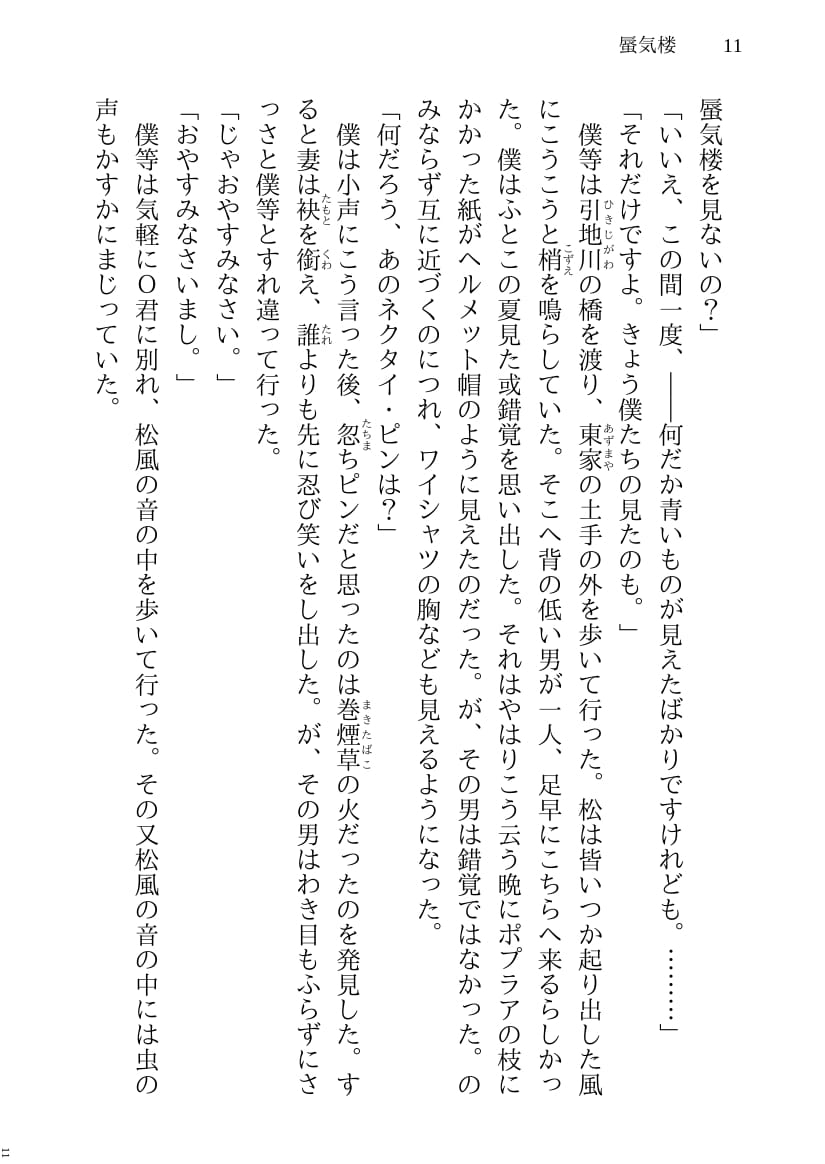 蜃気楼 11
蜃気楼を見ないの？」
「いいえ、この間一度、――何だか青いものが見えたばかりですけれども。………」
「それだけですよ。きょう僕たちの見たのも。」
僕等は引地川の橋を渡り、東家の土手の外を歩いて行った。松は皆いつか起り出した風
にこうこうと梢を鳴らしていた。そこへ背の低い男が一人、足早にこちらへ来るらしかっ
た。僕はふとこの夏見た或錯覚を思い出した。それはやはりこう云う晩にポプラアの枝に
かかった紙がヘルメット帽のように見えたのだった。が、その男は錯覚ではなかった。の
みならず互に近づくのにつれ、ワイシャツの胸なども見えるようになった。
「何だろう、あのネクタイ・ピンは？」
僕は小声にこう言った後、忽ちピンだと思ったのは巻煙草の火だったのを発見した。す
ると妻は袂を銜え、誰よりも先に忍び笑いをし出した。が、その男はわき目もふらずにさ
っさと僕等とすれ違って行った。
「じゃおやすみなさい。」
「おやすみなさいまし。」
僕等は気軽にＯ君に別れ、松風の音の中を歩いて行った。その又松風の音の中には虫の
声もかすかにまじっていた。
11